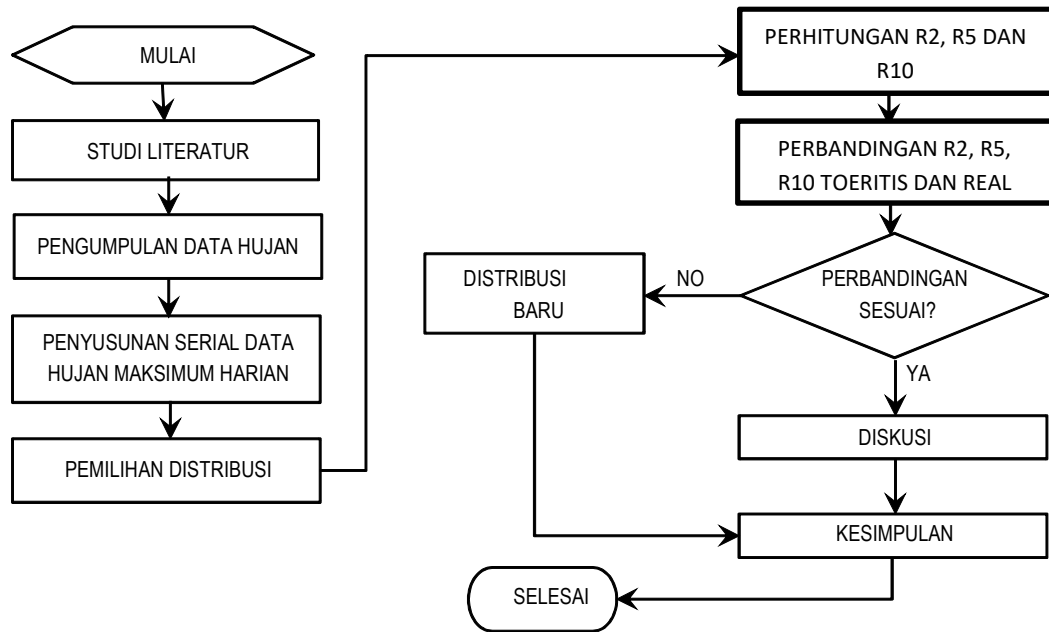 MULAI
STUDI LITERATUR
PENGUMPULAN DATA HUJAN
PENYUSUNAN SERIAL DATA
HUJAN MAKSIMUM HARIAN
PEMILIHAN DISTRIBUSI
PERHITUNGAN R2, R5 DAN
R10
PERBANDINGAN R2, R5,
R10 TOERITIS DAN REAL
PERBANDINGAN
SESUAI?
NO
DISTRIBUSI
BARU
YA
DISKUSI
KESIMPULAN
SELESAI